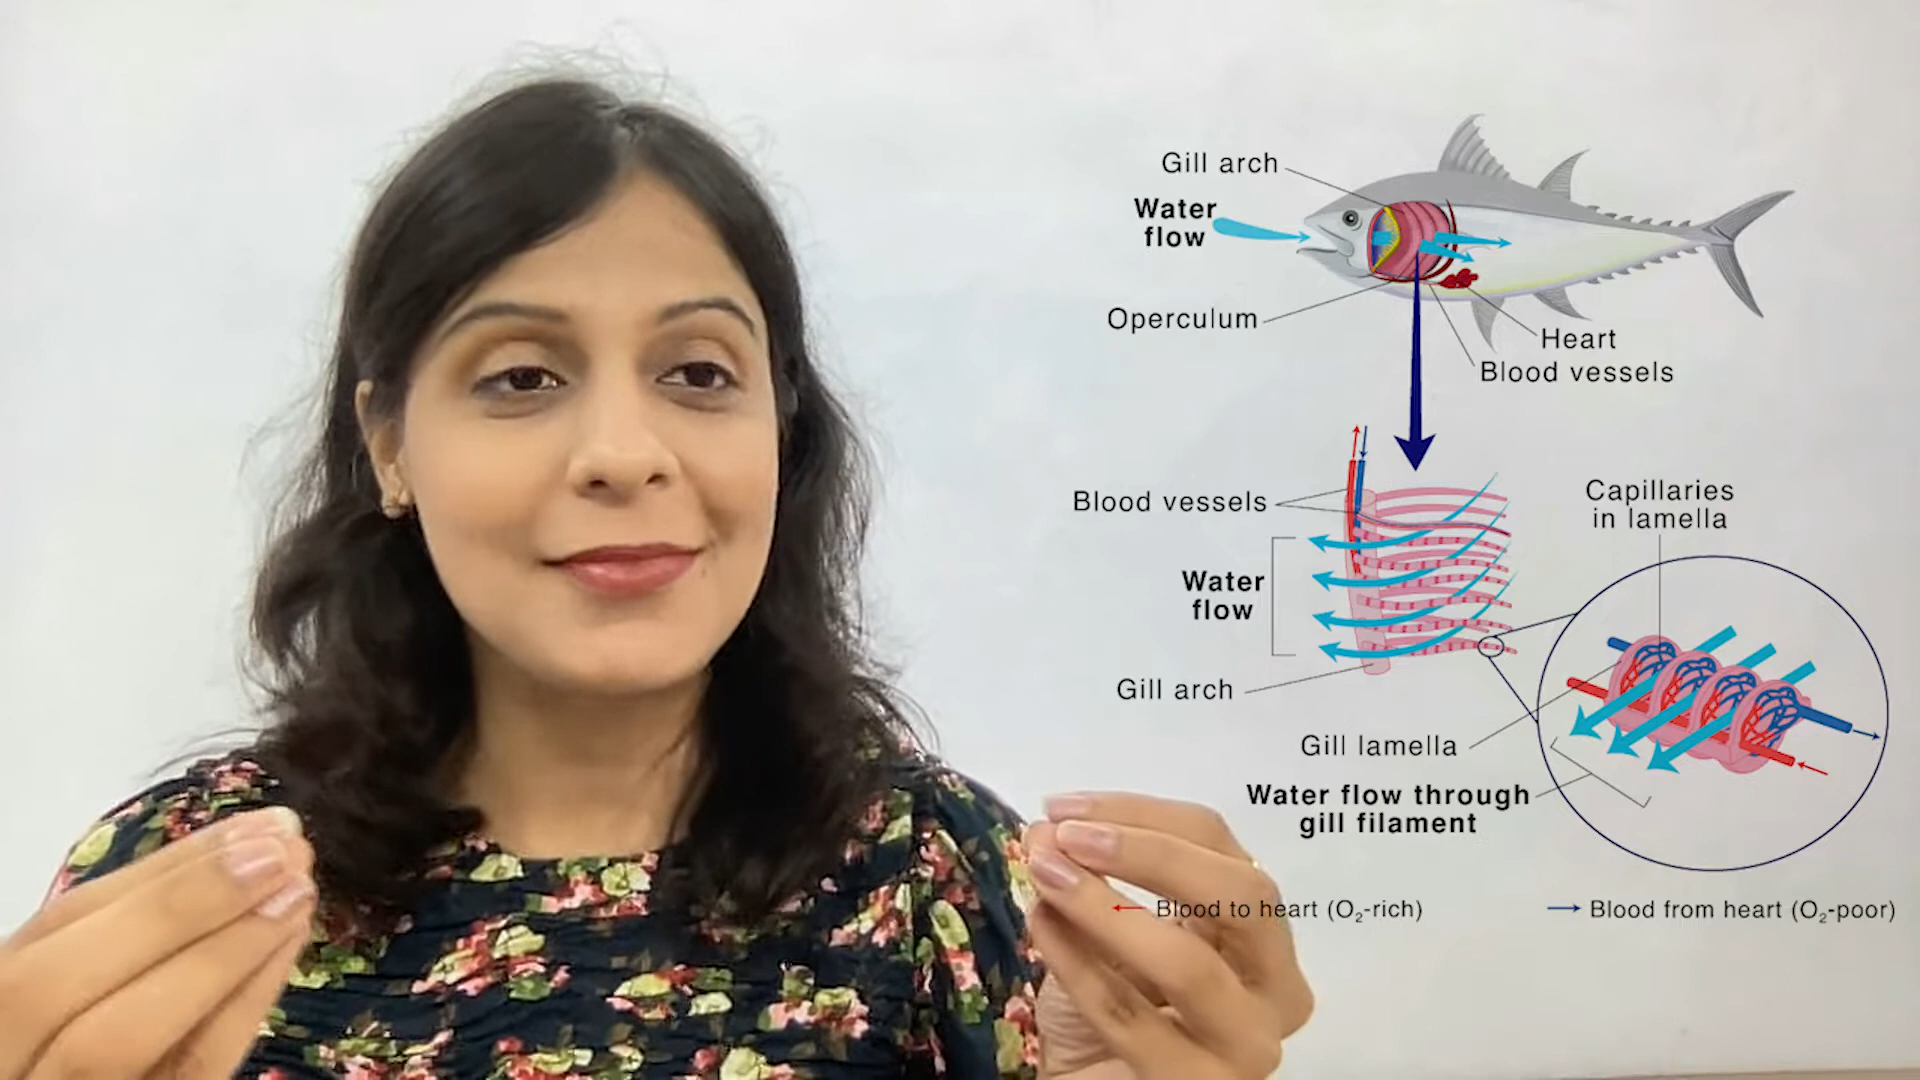 Gill arch
Water
flow
Operculum
Heart
Blood vessels
Blood vessels
Capillaries
in lamella
Water
flow
Gill arch
Gill lamella
Water flow through
gill filament
Blood to heart (O₂-rich)
Blood from heart (O₂-poor)